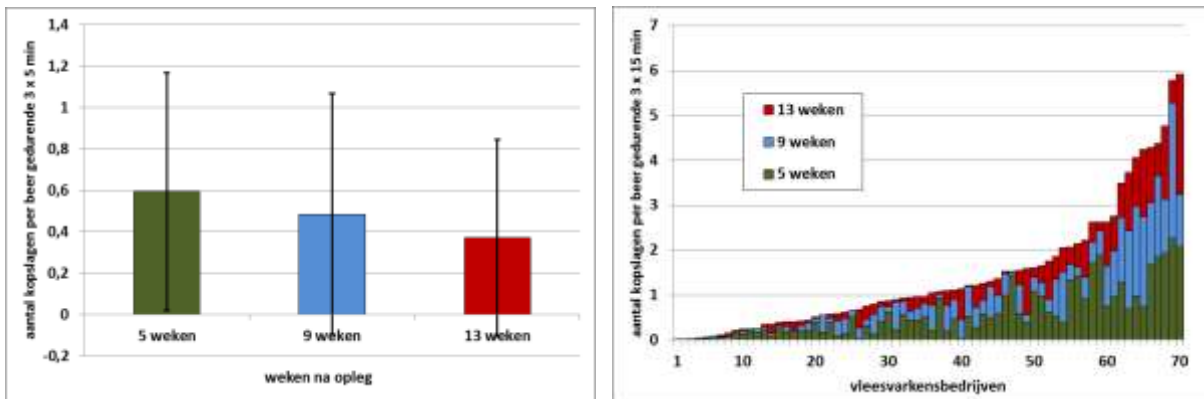 aantal kopslagen per beer gedurende 3 x 5 min
1,4
1,2
1
0,8
0,6
0,4
0,2
0
-0,2
5 weken
9 weken
13 weken
weken na opleg
aantal kopslagen per beer gedurende 3 x 15 min
7
6
5
4
3
2
1
0
13 weken
9 weken
5 weken
1
10
20
30
40
50
60
70
vleesvarkensbedrijven